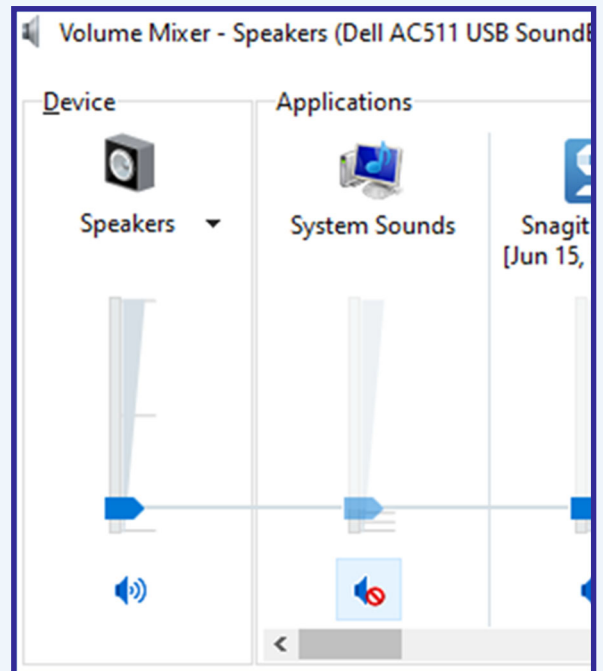 Volume Mixer - Speakers (Dell AC511 USB Sound
Device
Applications
Speakers
System Sounds
Snagit
[Jun 15,